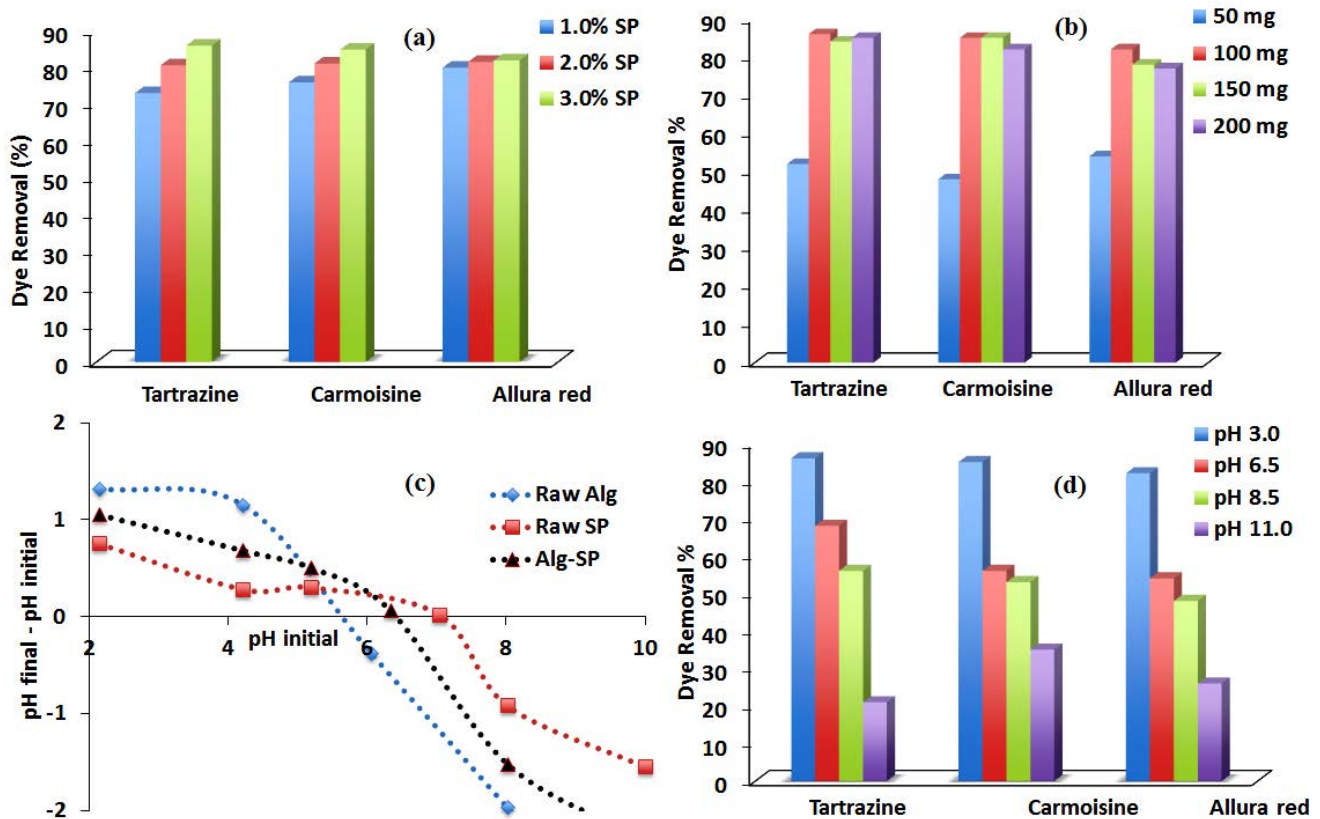 (a)
1.0% SP
2.0% SP
3.0% SP
Dye Removal (%)
90
80
70
60
50
40
30
20
10
0
Tartrazine Carmoisine Allura red
(b)
50 mg
100 mg
150 mg
200 mg
Dye Removal %
90
80
70
60
50
40
30
20
10
0
Tartrazine Carmoisine Allura red
(c)
Raw Alg
Raw SP
Alg-SP
pH final - pH initial
2
1
0
-1
-2
2 4 6 8 10
pH initial
(d)
pH 3.0
pH 6.5
pH 8.5
pH 11.0
Dye Removal %
90
80
70
60
50
40
30
20
10
0
Tartrazine Carmoisine Allura red